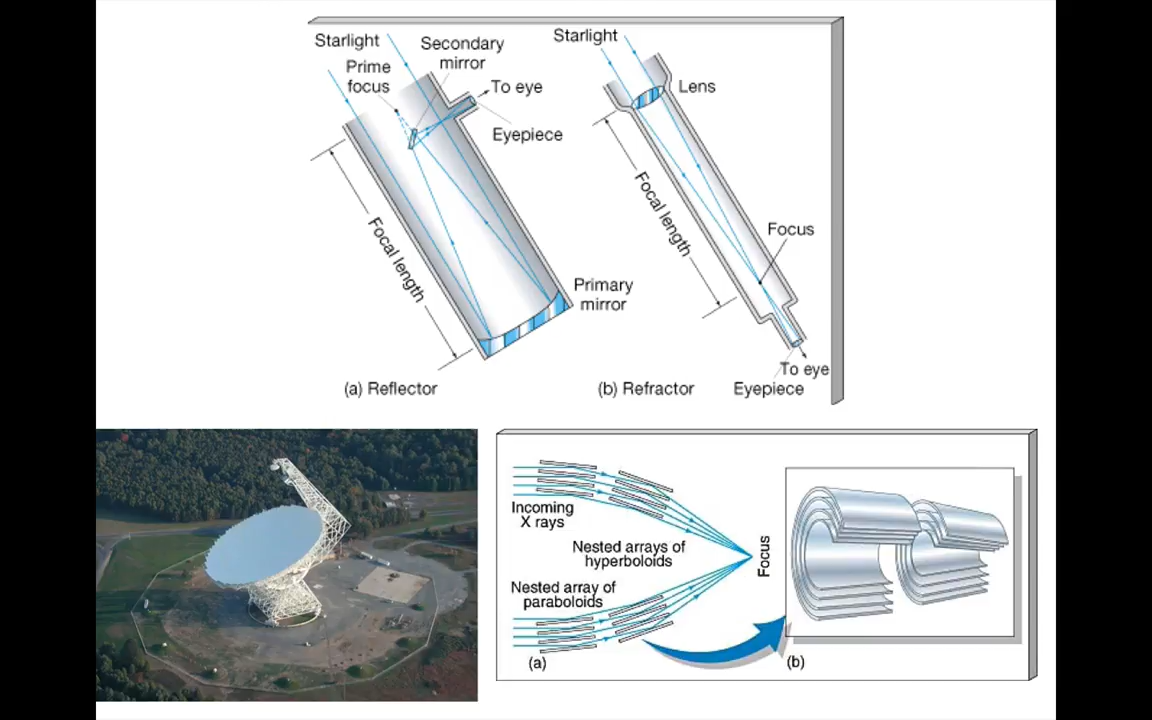 Starlight
Prime
focus
Secondary
mirror
To eye
Eyepiece
Focal length
Primary
mirror
(a) Reflector
Starlight
Lens
Focal length
Focus
To eye
Eyepiece
(b) Refractor
Incoming
X rays
Nested arrays of
hyperboloids
Nested array of
paraboloids
Focus
(a)
(b)